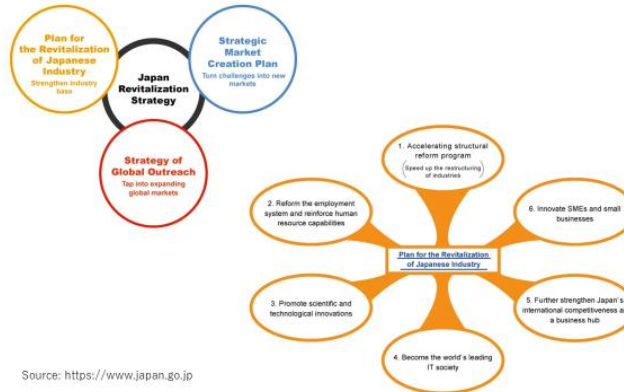 Plan for
the Revitalization
of Japanese
Industry
Strengthen industry
base
Japan
Revitalization
Strategy
Strategic
Market
Creation Plan
Turn challenges into new
markets
Strategy of
Global Outreach
Tap into expanding
global markets
1. Accelerating structural
reform program
(Speed up the restructuring
of industries)
2. Reform the employment
system and reinforce human
resource capabilities
6. Innovate SMEs and small
businesses
Plan for the Revitalization
of Japanese Industry
3. Promote scientific and
technological innovations
5. Further strengthen Japan's
international competitiveness as
a business hub
4. Become the world's leading
IT society
Source: https://www.japan.go.jp